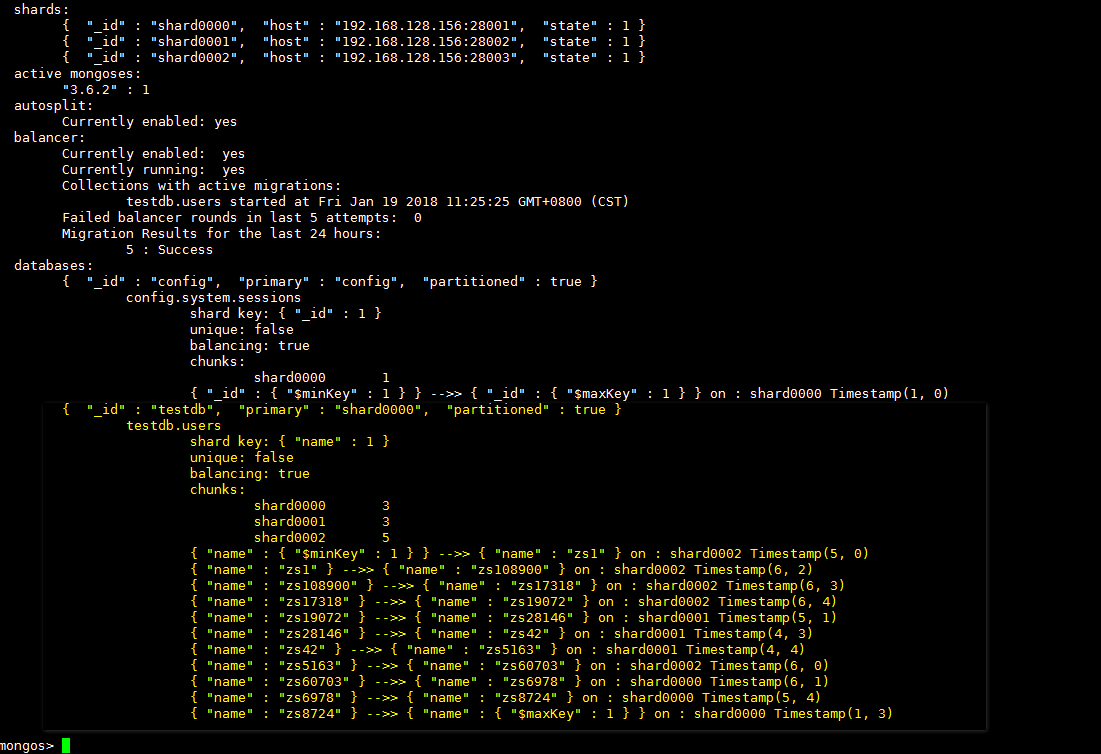 shards:
{  "_id" : "shard0000",  "host" : "192.168.128.156:28001",  "state" : 1 }
{  "_id" : "shard0001",  "host" : "192.168.128.156:28002",  "state" : 1 }
{  "_id" : "shard0002",  "host" : "192.168.128.156:28003",  "state" : 1 }
active mongoses:
"3.6.2" : 1
autosplit:
Currently enabled: yes
balancer:
Currently enabled:  yes
Currently running:  yes
Collections with active migrations:
testdb.users started at Fri Jan 19 2018 11:25:25 GMT+0800 (CST)
Failed balancer rounds in last 5 attempts:  0
Migration Results for the last 24 hours:
5 : Success
databases:
{  "_id" : "config",  "primary" : "config",  "partitioned" : true }
config.system.sessions
shard key: { "_id" : 1 }
unique: false
balancing: true
chunks:
shard0000       1
{ "_id" : { "$minKey" : 1 } } -->> { "_id" : { "$maxKey" : 1 } } on : shard0000 Timestamp(1, 0)
{  "_id" : "testdb",  "primary" : "shard0000",  "partitioned" : true }
testdb.users
shard key: { "name" : 1 }
unique: false
balancing: true
chunks:
shard0000       3
shard0001       3
shard0002       5
{ "name" : { "$minKey" : 1 } } -->> { "name" : "zs1" } on : shard0002 Timestamp(5, 0)
{ "name" : "zs1" } -->> { "name" : "zs108900" } on : shard0002 Timestamp(6, 2)
{ "name" : "zs108900" } -->> { "name" : "zs17318" } on : shard0002 Timestamp(6, 3)
{ "name" : "zs17318" } -->> { "name" : "zs19072" } on : shard0002 Timestamp(6, 4)
{ "name" : "zs19072" } -->> { "name" : "zs28146" } on : shard0001 Timestamp(5, 1)
{ "name" : "zs28146" } -->> { "name" : "zs42" } on : shard0001 Timestamp(4, 3)
{ "name" : "zs42" } -->> { "name" : "zs5163" } on : shard0001 Timestamp(4, 4)
{ "name" : "zs5163" } -->> { "name" : "zs60703" } on : shard0002 Timestamp(6, 0)
{ "name" : "zs60703" } -->> { "name" : "zs6978" } on : shard0000 Timestamp(6, 1)
{ "name" : "zs6978" } -->> { "name" : "zs8724" } on : shard0000 Timestamp(5, 4)
{ "name" : "zs8724" } -->> { "name" : { "$maxKey" : 1 } } on : shard0000 Timestamp(1, 3)
mongos>